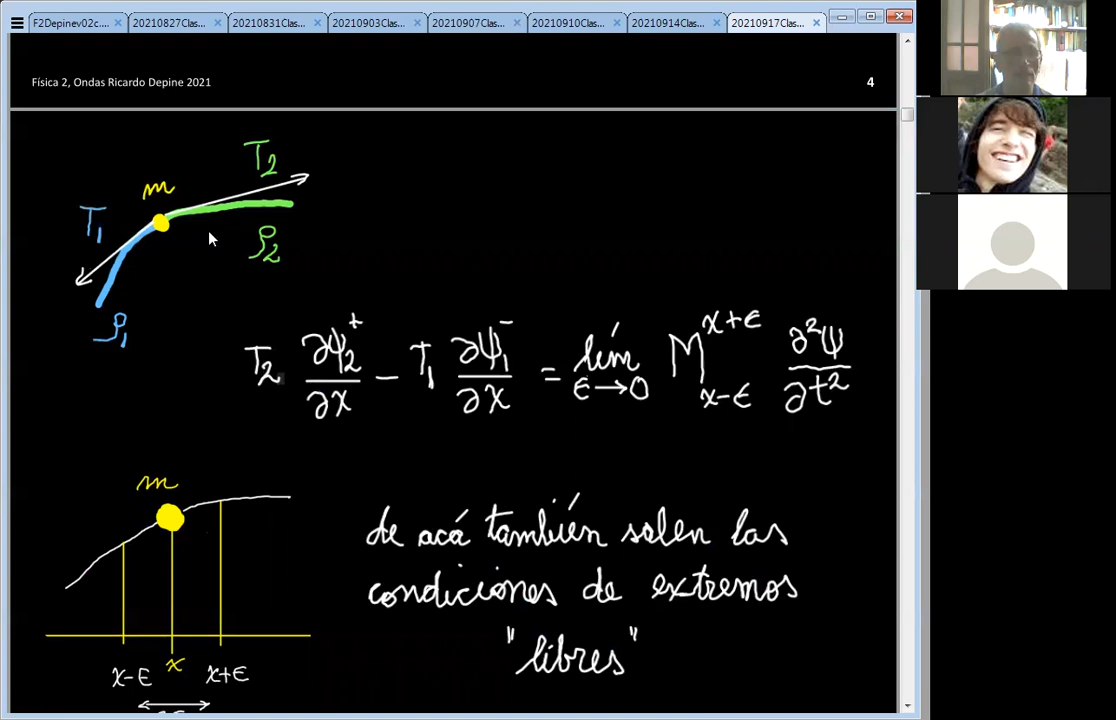 F2Depinev02c.... 20210827Clas... 20210831Clas... 20210903Clas... 20210907Clas... 20210910Clas... 20210914Clas... 20210917Clas...
Física 2, Ondas Ricardo Depine 2021 4
T₂
m
T₁
ρ₂
ρ₁
T₂ ∂ψ₂⁺/∂x − T₁ ∂ψ₁⁻/∂x = lím ϵ→0 M x+ϵ x−ϵ ∂²ψ/∂t²
m
de acá también salen las
condiciones de extremos
"libres"
x−ϵ x x+ϵ